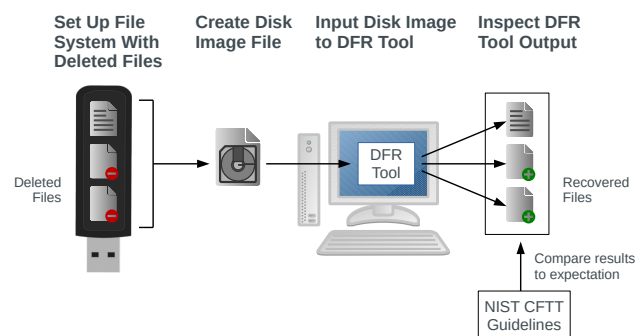 Set Up File
System With
Deleted Files
Create Disk
Image File
Input Disk Image
to DFR Tool
Inspect DFR
Tool Output
Deleted
Files
DFR
Tool
Recovered
Files
Compare results
to expectation
NIST CFTT
Guidelines